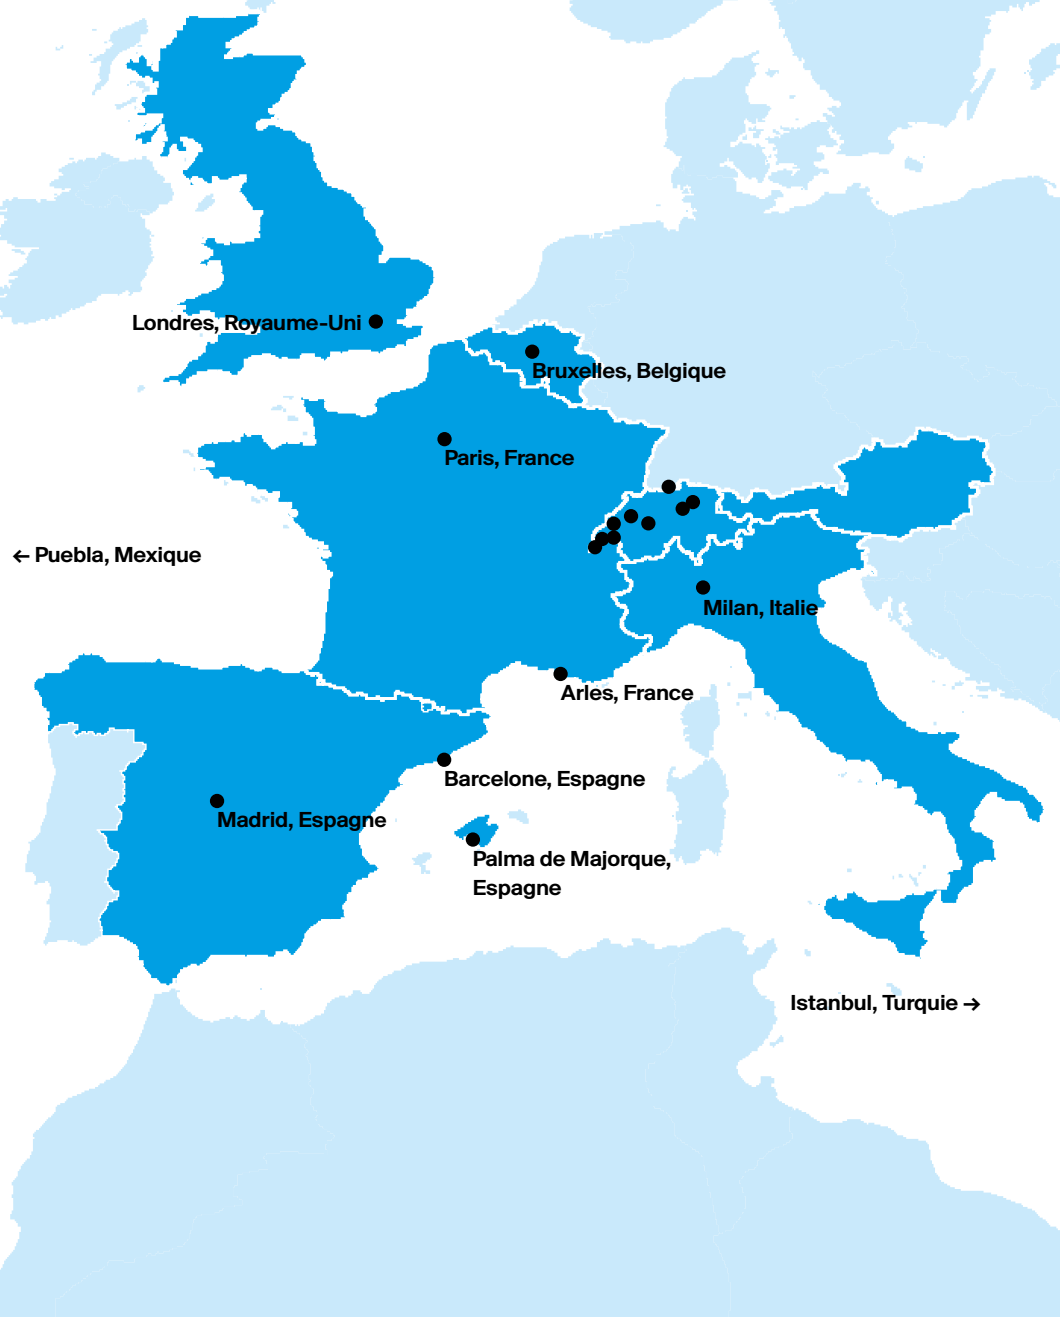 Londres, Royaume-Uni
Bruxelles, Belgique
Paris, France
← Puebla, Mexique
Milan, Italie
Arles, France
Barcelone, Espagne
Madrid, Espagne
Palma de Majorque,
Espagne
Istanbul, Turquie →